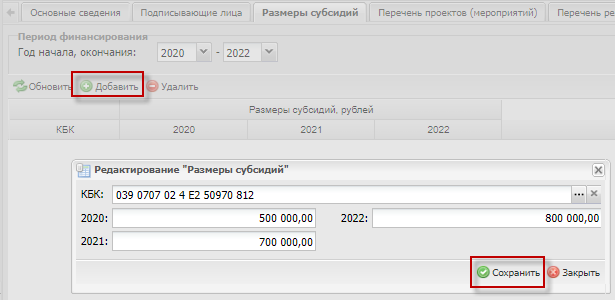 Основные сведения Подписывающие лица Размеры субсидий Перечень проектов (мероприятий) Перечень ре
Период финансирования
Год начала, окончания: 2020 - 2022
Обновить Добавить Удалить
Размеры субсидий, рублей
КБК 2020 2021 2022
Редактирование "Размеры субсидий"
КБК: 039 0707 02 4 E2 50970 812 ...
2020: 500 000,00 2022: 800 000,00
2021: 700 000,00
Сохранить Закрыть